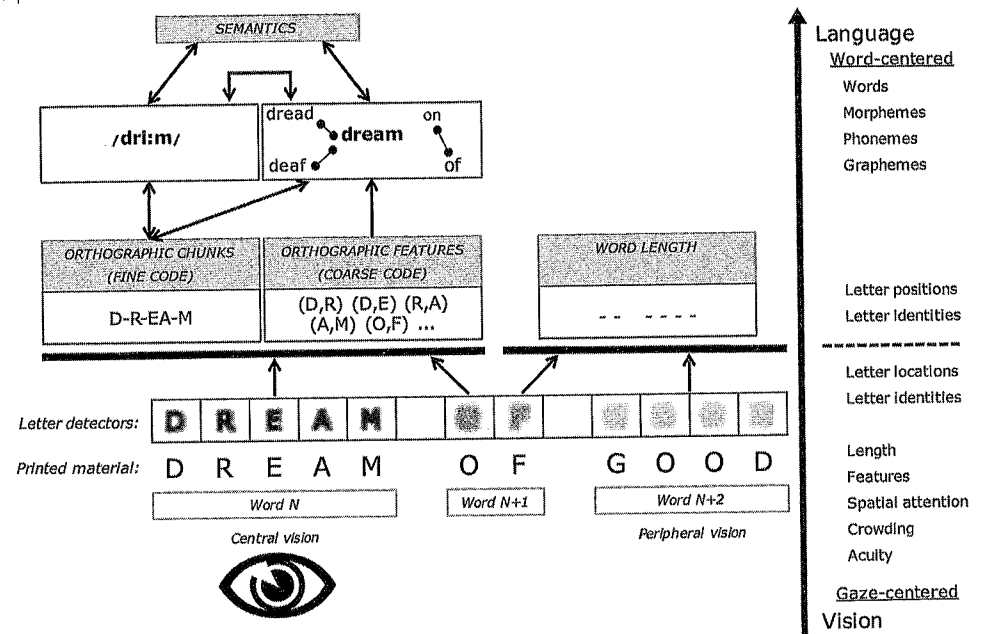 SEMANTICS
/dri:m/
dread
dream
deaf
on
of
ORTHOGRAPHIC CHUNKS
(FINE CODE)
D-R-EA-M
ORTHOGRAPHIC FEATURES
(COARSE CODE)
(D,R) (D,E) (R,A)
(A,M) (O,F) ...
WORD LENGTH
-- ----
Letter detectors:
D R E A M O F G O O D
Printed material:
D R E A M O F G O O D
Word N
Word N+1
Word N+2
Central vision
Peripheral vision
Language
Word-centered
Words
Morphemes
Phonemes
Graphemes
Letter positions
Letter identities
Letter locations
Letter identities
Length
Features
Spatial attention
Crowding
Acuity
Gaze-centered
Vision